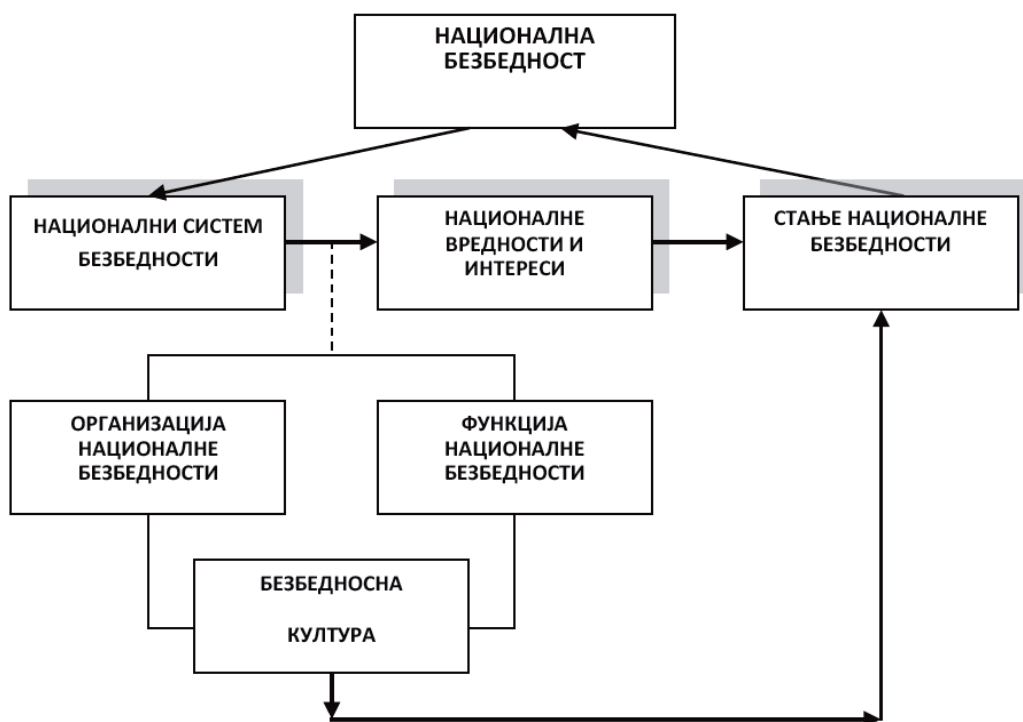 НАЦИОНАЛНА
БЕЗБЕДНОСТ
НАЦИОНАЛНИ СИСТЕМ
БЕЗБЕДНОСТИ
НАЦИОНАЛНЕ
ВРЕДНОСТИ И
ИНТЕРЕСИ
СТАЊЕ НАЦИОНАЛНЕ
БЕЗБЕДНОСТИ
ОРГАНИЗАЦИЈА
НАЦИОНАЛНЕ
БЕЗБЕДНОСТИ
ФУНКЦИЈА
НАЦИОНАЛНЕ
БЕЗБЕДНОСТИ
БЕЗБЕДНОСНА
КУЛТУРА